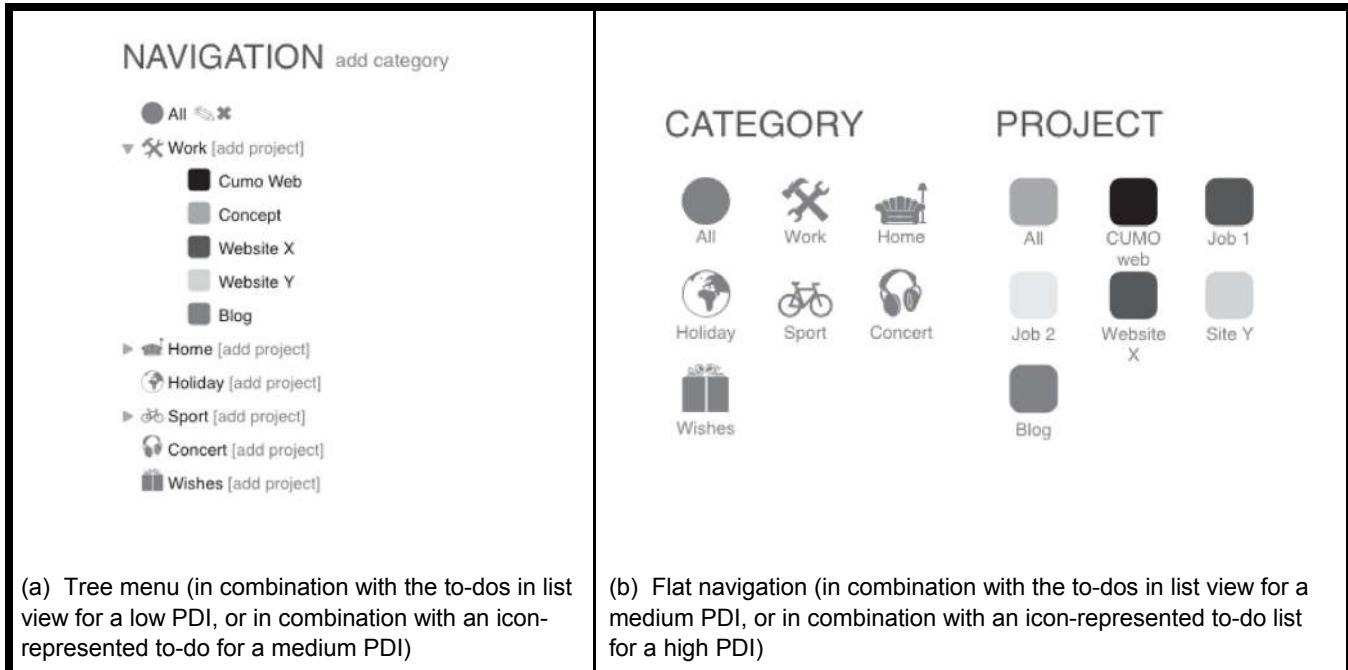 NAVIGATION add category
All
Work [add project]
Cumo Web
Concept
Website X
Website Y
Blog
Home [add project]
Holiday [add project]
Sport [add project]
Concert [add project]
Wishes [add project]
(a) Tree menu (in combination with the to-dos in list
view for a low PDI, or in combination with an icon-
represented to-do for a medium PDI)
CATEGORY
All Work Home
Holiday Sport Concert
Wishes
PROJECT
All CUMO Job 1
web
Job 2 Website Site Y
X
Blog
(b) Flat navigation (in combination with the to-dos in list view for a
medium PDI, or in combination with an icon-represented to-do list
for a high PDI)